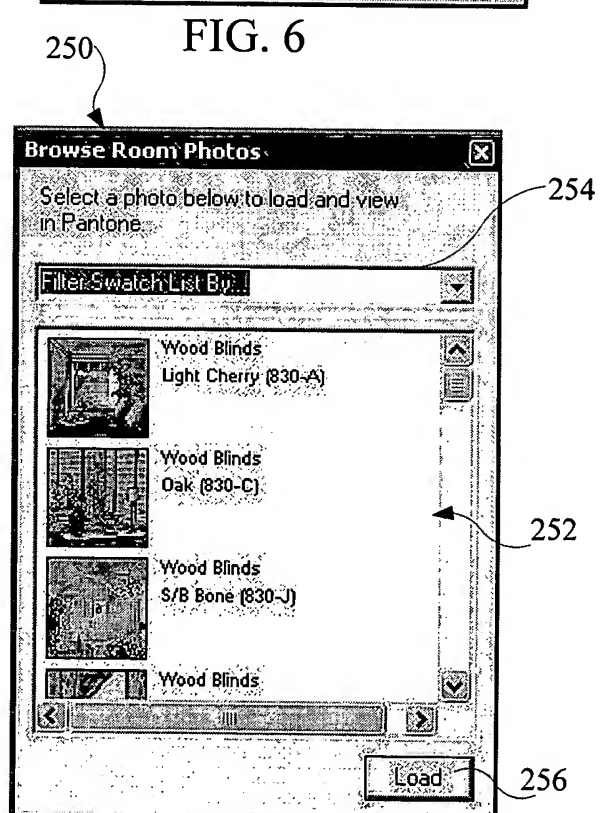 FIG. 6
250
Browse Room Photos
Select a photo below to load and view
in Pantone
254
Filter Swatch List By...
Wood Blinds
Light Cherry (830-A)
Wood Blinds
Oak (830-C)
252
Wood Blinds
S/B Bone (830-J)
Wood Blinds
Load
256